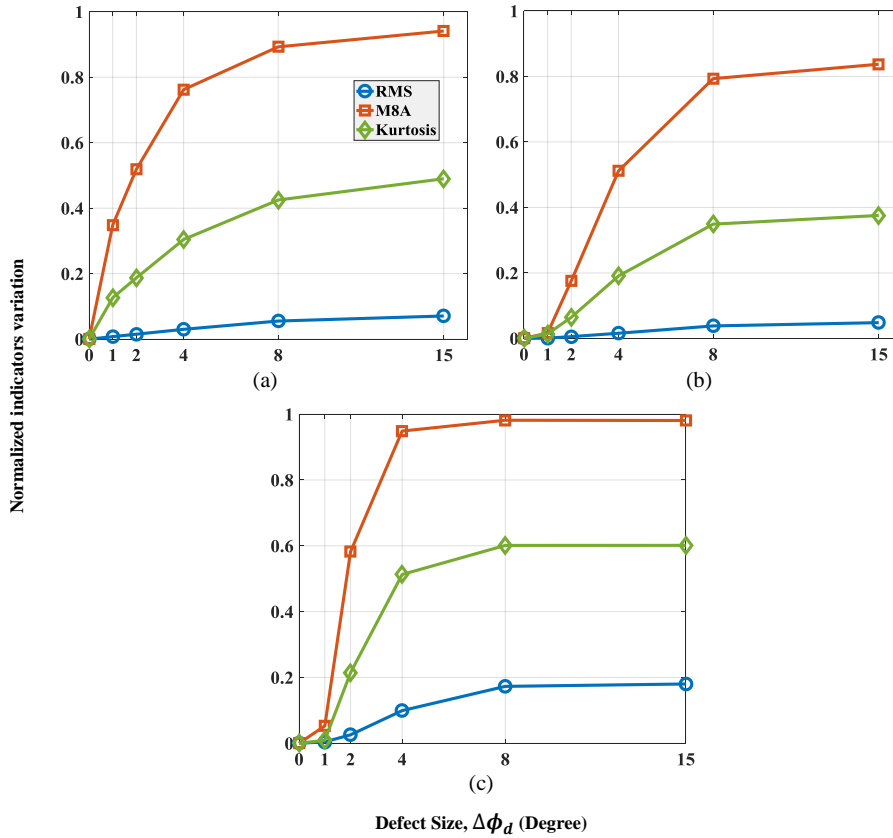 Normalized indicators variation
1
0.8
0.6
0.4
0.2
0
0 1 2 4 8 15
RMS
M8A
Kurtosis
(a)
1
0.8
0.6
0.4
0.2
0
0 1 2 4 8 15
(b)
1
0.8
0.6
0.4
0.2
0
0 1 2 4 8 15
(c)
Defect Size, Δϕ_d (Degree)